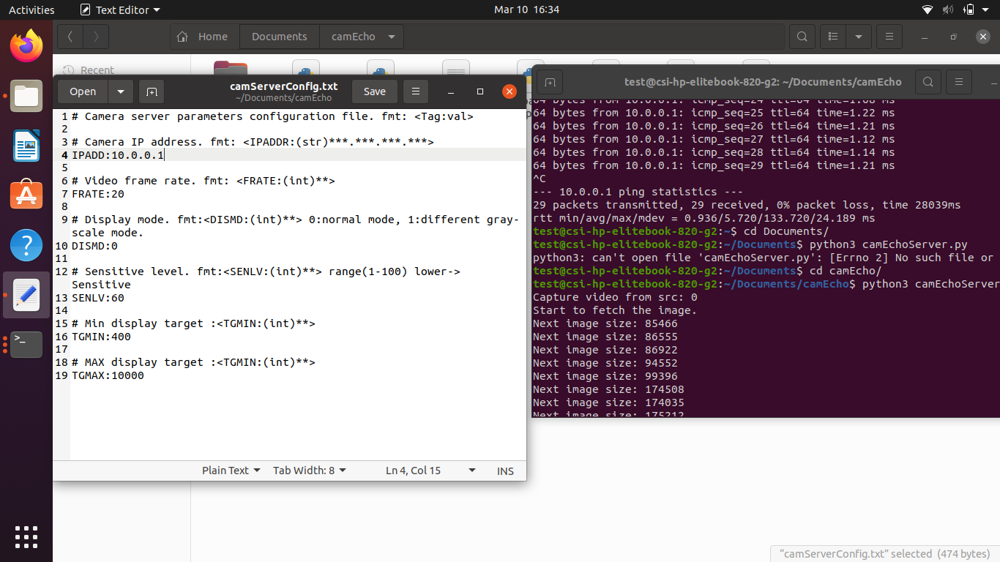 Activities
Text Editor
Mar 10 16:34
Home
Documents
camEcho
Recent
Open
camServerConfig.txt
~/Documents/camEcho
Save
1 # Camera server parameters configuration file. fmt: <Tag:val>
2
3 # Camera IP address. fmt: <IPADDR:(str)***.***.***.***>
4 IPADD:10.0.0.1
5
6 # Video frame rate. fmt: <FRATE:(int)**>
7 FRATE:20
8
9 # Display mode. fmt:<DISMD:(int)**> 0:normal mode, 1:different gray-
scale mode.
10 DISMD:0
11
12 # Sensitive level. fmt:<SENLV:(int)**> range(1-100) lower->
Sensitive
13 SENLV:60
14
15 # Min display target :<TGMIN:(int)**>
16 TGMIN:400
17
18 # MAX display target :<TGMIN:(int)**>
19 TGMAX:10000
Plain Text
Tab Width: 8
Ln 4, Col 15
INS
test@csi-hp-elitebook-820-g2: ~/Documents/camEcho
64 bytes from 10.0.0.1: icmp_seq=24 ttl=64 time=1.08 ms
64 bytes from 10.0.0.1: icmp_seq=25 ttl=64 time=1.22 ms
64 bytes from 10.0.0.1: icmp_seq=26 ttl=64 time=1.21 ms
64 bytes from 10.0.0.1: icmp_seq=27 ttl=64 time=1.12 ms
64 bytes from 10.0.0.1: icmp_seq=28 ttl=64 time=1.14 ms
64 bytes from 10.0.0.1: icmp_seq=29 ttl=64 time=1.21 ms
^C
--- 10.0.0.1 ping statistics ---
29 packets transmitted, 29 received, 0% packet loss, time 28039ms
rtt min/avg/max/mdev = 0.936/5.720/133.720/24.189 ms
test@csi-hp-elitebook-820-g2:~$ cd Documents/
test@csi-hp-elitebook-820-g2:~/Documents$ python3 camEchoServer.py
python3: can't open file 'camEchoServer.py': [Errno 2] No such file or
test@csi-hp-elitebook-820-g2:~/Documents$ cd camEcho/
test@csi-hp-elitebook-820-g2:~/Documents/camEcho$ python3 camEchoServer
Capture video from src: 0
Start to fetch the image.
Next image size: 85466
Next image size: 86555
Next image size: 86922
Next image size: 94552
Next image size: 99396
Next image size: 174508
Next image size: 174035
Next image size: 175212
“camServerConfig.txt” selected (474 bytes)